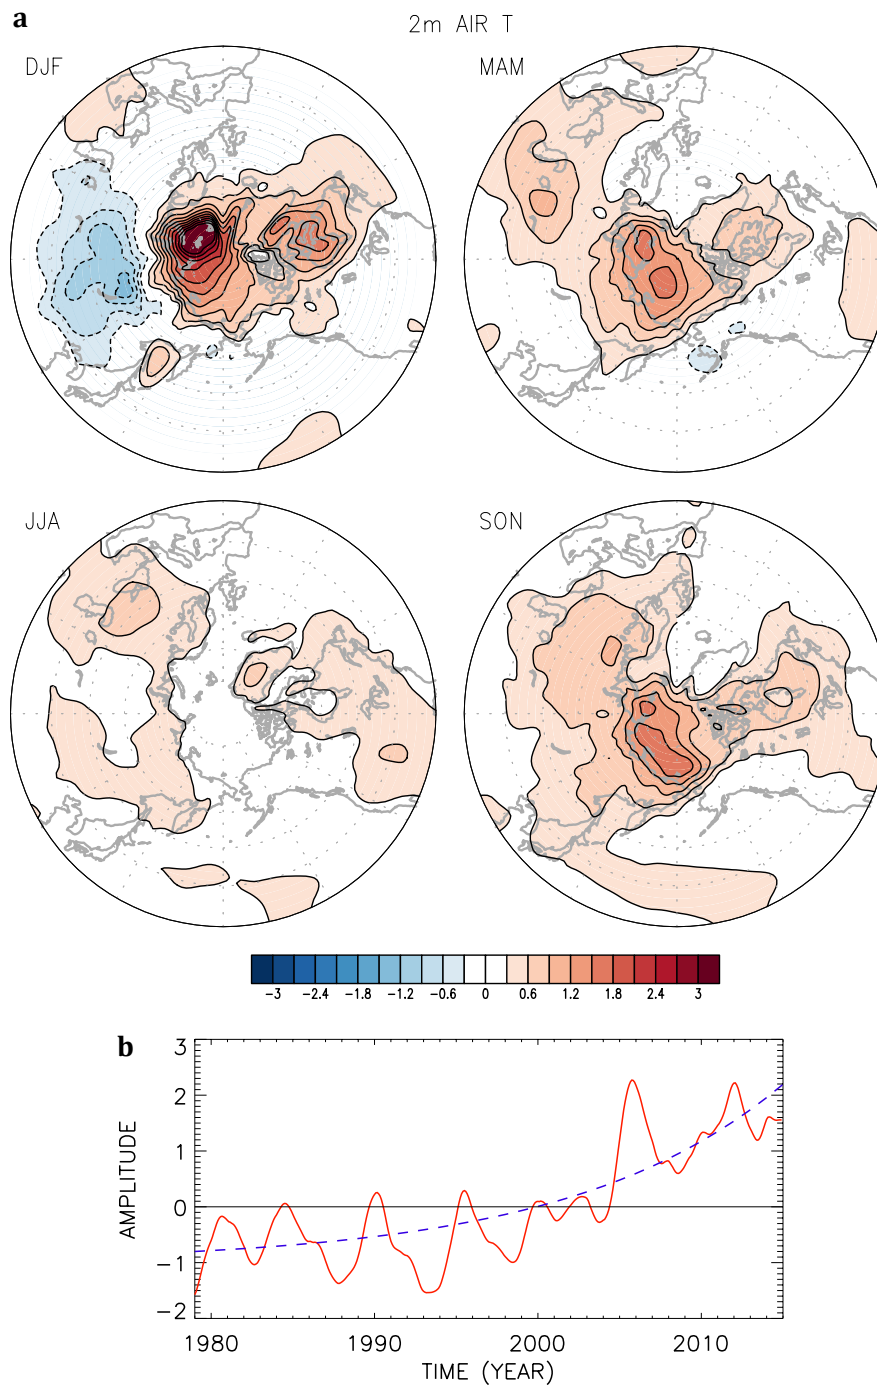 a
2m AIR T
DJF
MAM
JJA
SON
−3 −2.4 −1.8 −1.2 −0.6 0 0.6 1.2 1.8 2.4 3
b
3
2
1
0
−1
−2
AMPLITUDE
1980 1990 2000 2010
TIME (YEAR)